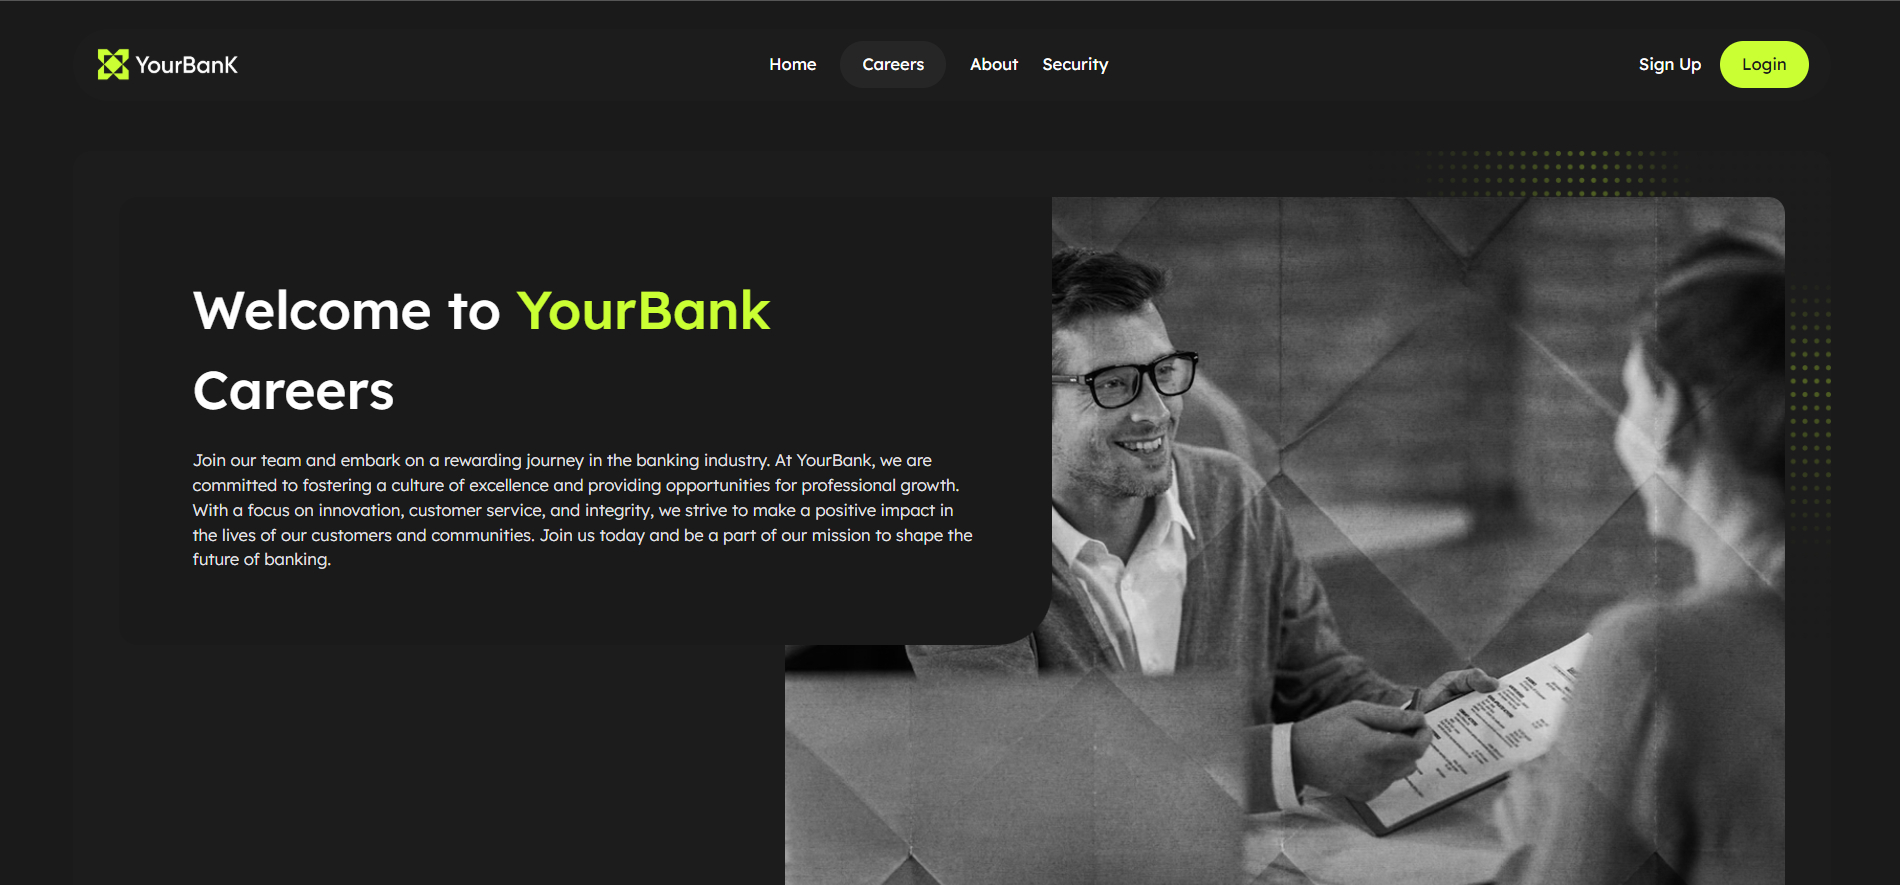 YourBanK
Home
Careers
About
Security
Sign Up
Login
Welcome to YourBank
Careers
Join our team and embark on a rewarding journey in the banking industry. At YourBank, we are
committed to fostering a culture of excellence and providing opportunities for professional growth.
With a focus on innovation, customer service, and integrity, we strive to make a positive impact in
the lives of our customers and communities. Join us today and be a part of our mission to shape the
future of banking.